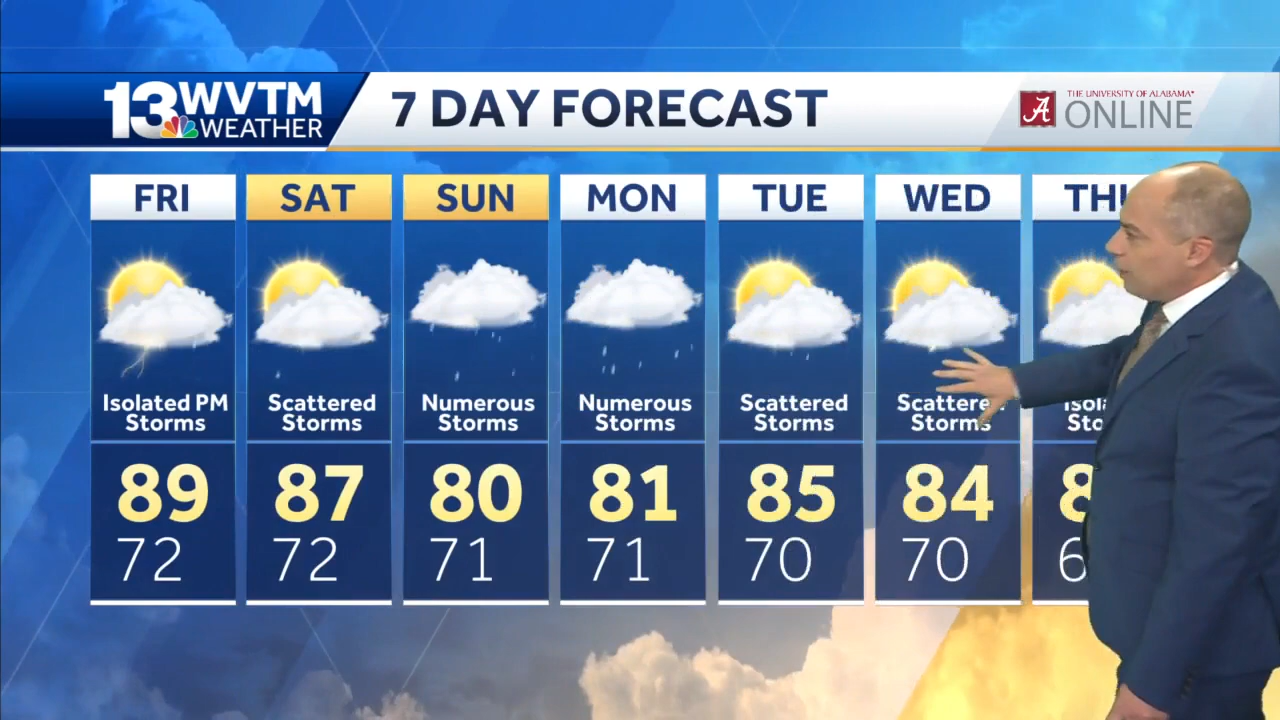 13 WVTM
WEATHER
7 DAY FORECAST
THE UNIVERSITY OF ALABAMA®
A
ONLINE
FRI
SAT
SUN
MON
TUE
WED
Isolated PM
Storms
Scattered
Storms
Numerous
Storms
Numerous
Storms
Scattered
Storms
Storms
89
87
80
81
85
84
72
72
71
71
70
70